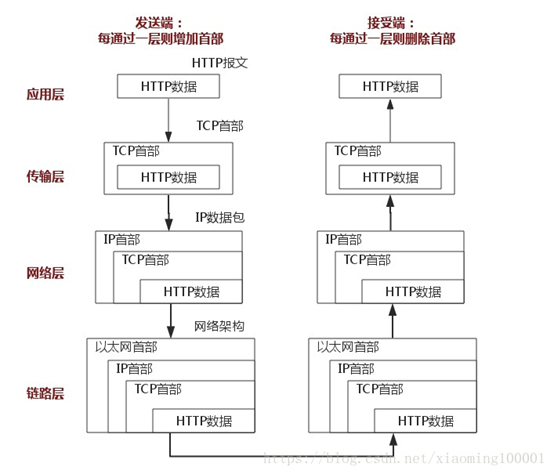 发送端：
每通过一层则增加首部
接受端：
每通过一层则删除首部
HTTP报文
应用层
HTTP数据
HTTP数据
TCP首部
TCP首部
TCP首部
传输层
HTTP数据
HTTP数据
IP数据包
IP首部
IP首部
TCP首部
TCP首部
网络层
HTTP数据
HTTP数据
网络架构
以太网首部
以太网首部
IP首部
IP首部
TCP首部
TCP首部
链路层
HTTP数据
HTTP数据
https://blog.csdn.net/xiaoming100001